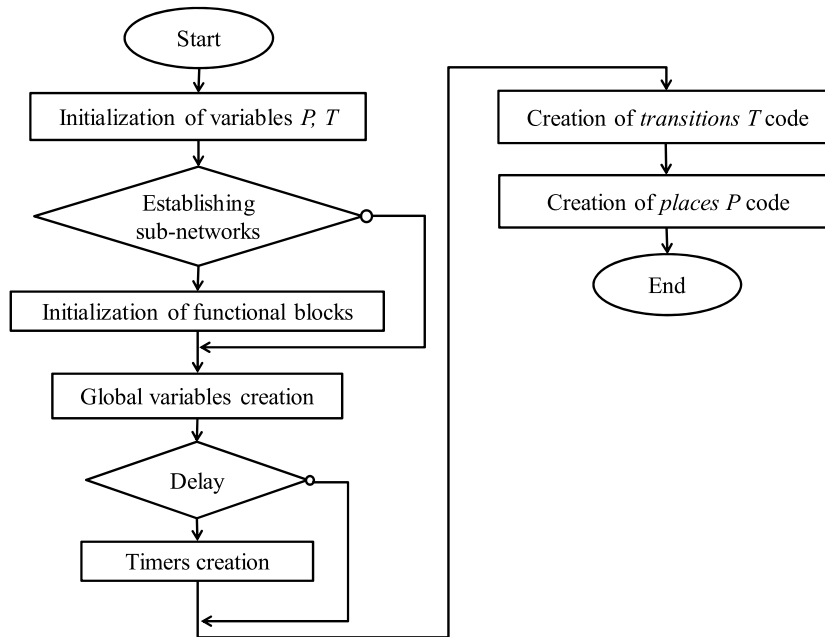 Start
Initialization of variables P, T
Establishing
sub-networks
Initialization of functional blocks
Global variables creation
Delay
Timers creation
Creation of transitions T code
Creation of places P code
End